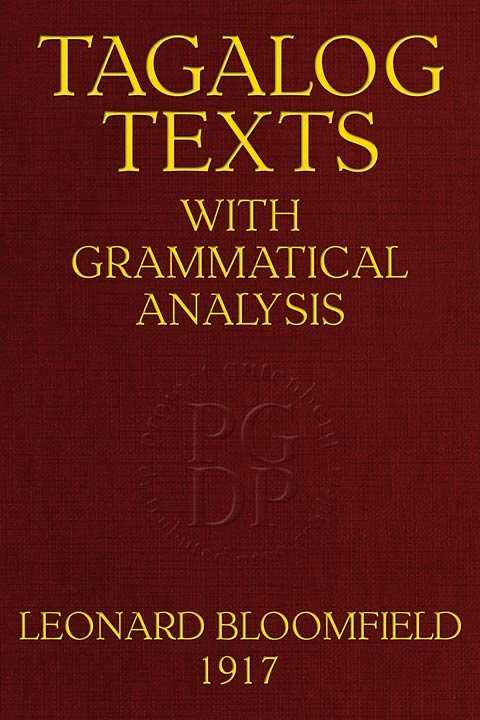 TAGALOG
TEXTS
WITH
GRAMMATICAL
ANALYSIS
PG
DP
LEONARD BLOOMFIELD
1917